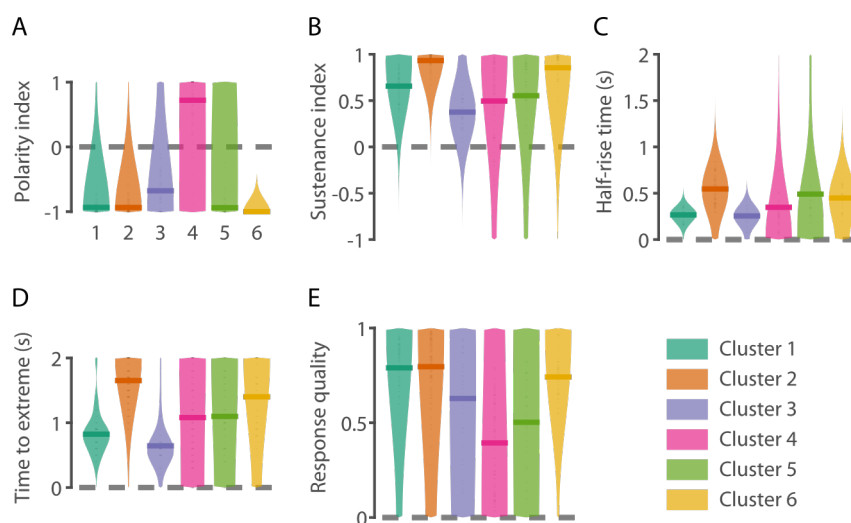 A
Polarity index
1
0
-1
1 2 3 4 5 6
B
Sustenance index
1
0.5
0
-0.5
-1
C
Half-rise time (s)
2
1.5
1
0.5
0
D
Time to extreme (s)
2
1
0
E
Response quality
1
0.5
0
Cluster 1
Cluster 2
Cluster 3
Cluster 4
Cluster 5
Cluster 6